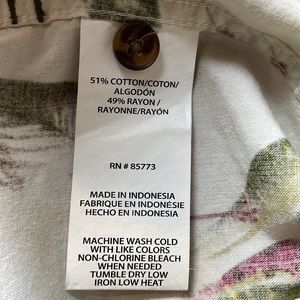 51% COTTON/COTON/
ALGODÓN
49% RAYON /
RAYONNE/RAYÓN
RN # 85773
MADE IN INDONESIA
FABRIQUE EN INDONÉSIE
HECHO EN INDONESIA
MACHINE WASH COLD
WITH LIKE COLORS
NON-CHLORINE BLEACH
WHEN NEEDED
TUMBLE DRY LOW
IRON LOW HEAT